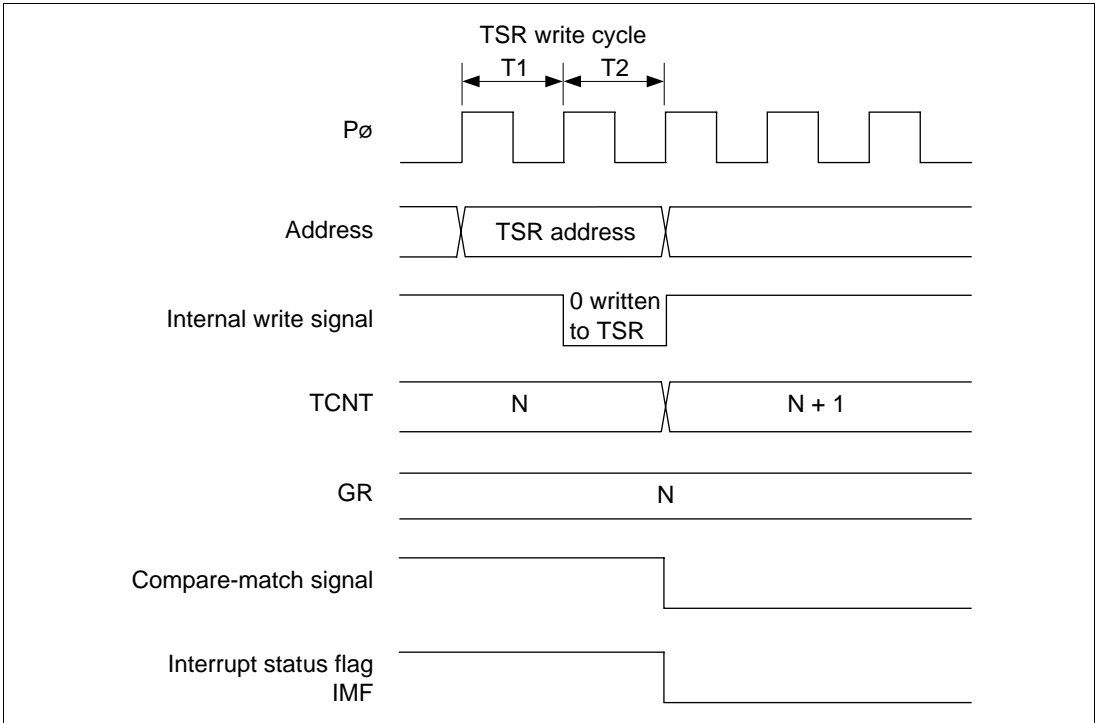 TSR write cycle
T1 T2
Pø
Address TSR address
Internal write signal 0 written
to TSR
TCNT N N + 1
GR N
Compare-match signal
Interrupt status flag
IMF